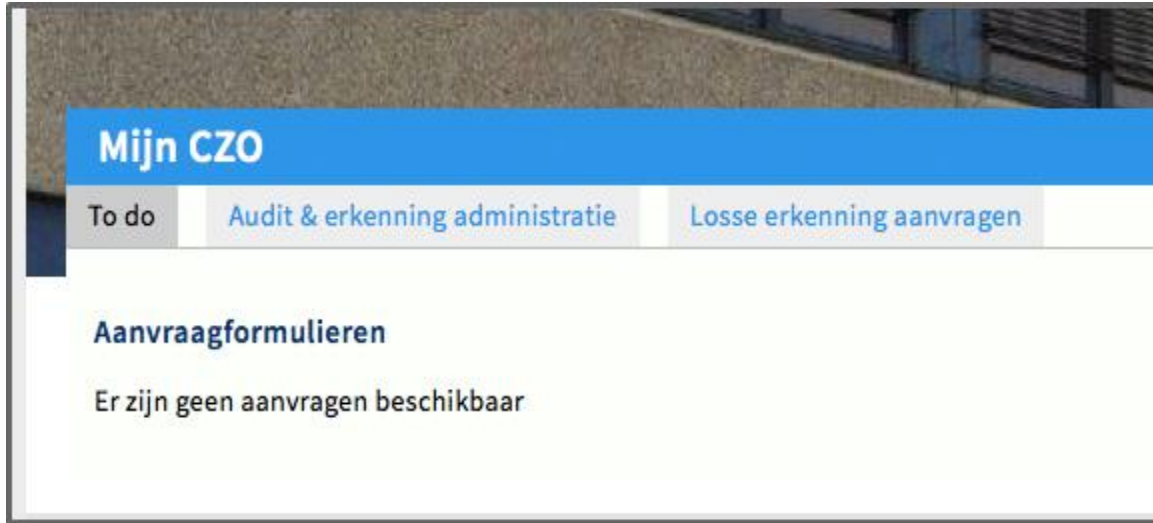 Mijn CZO
To do Audit & erkenning administratie Losse erkenning aanvragen
Aanvraagformulieren
Er zijn geen aanvragen beschikbaar